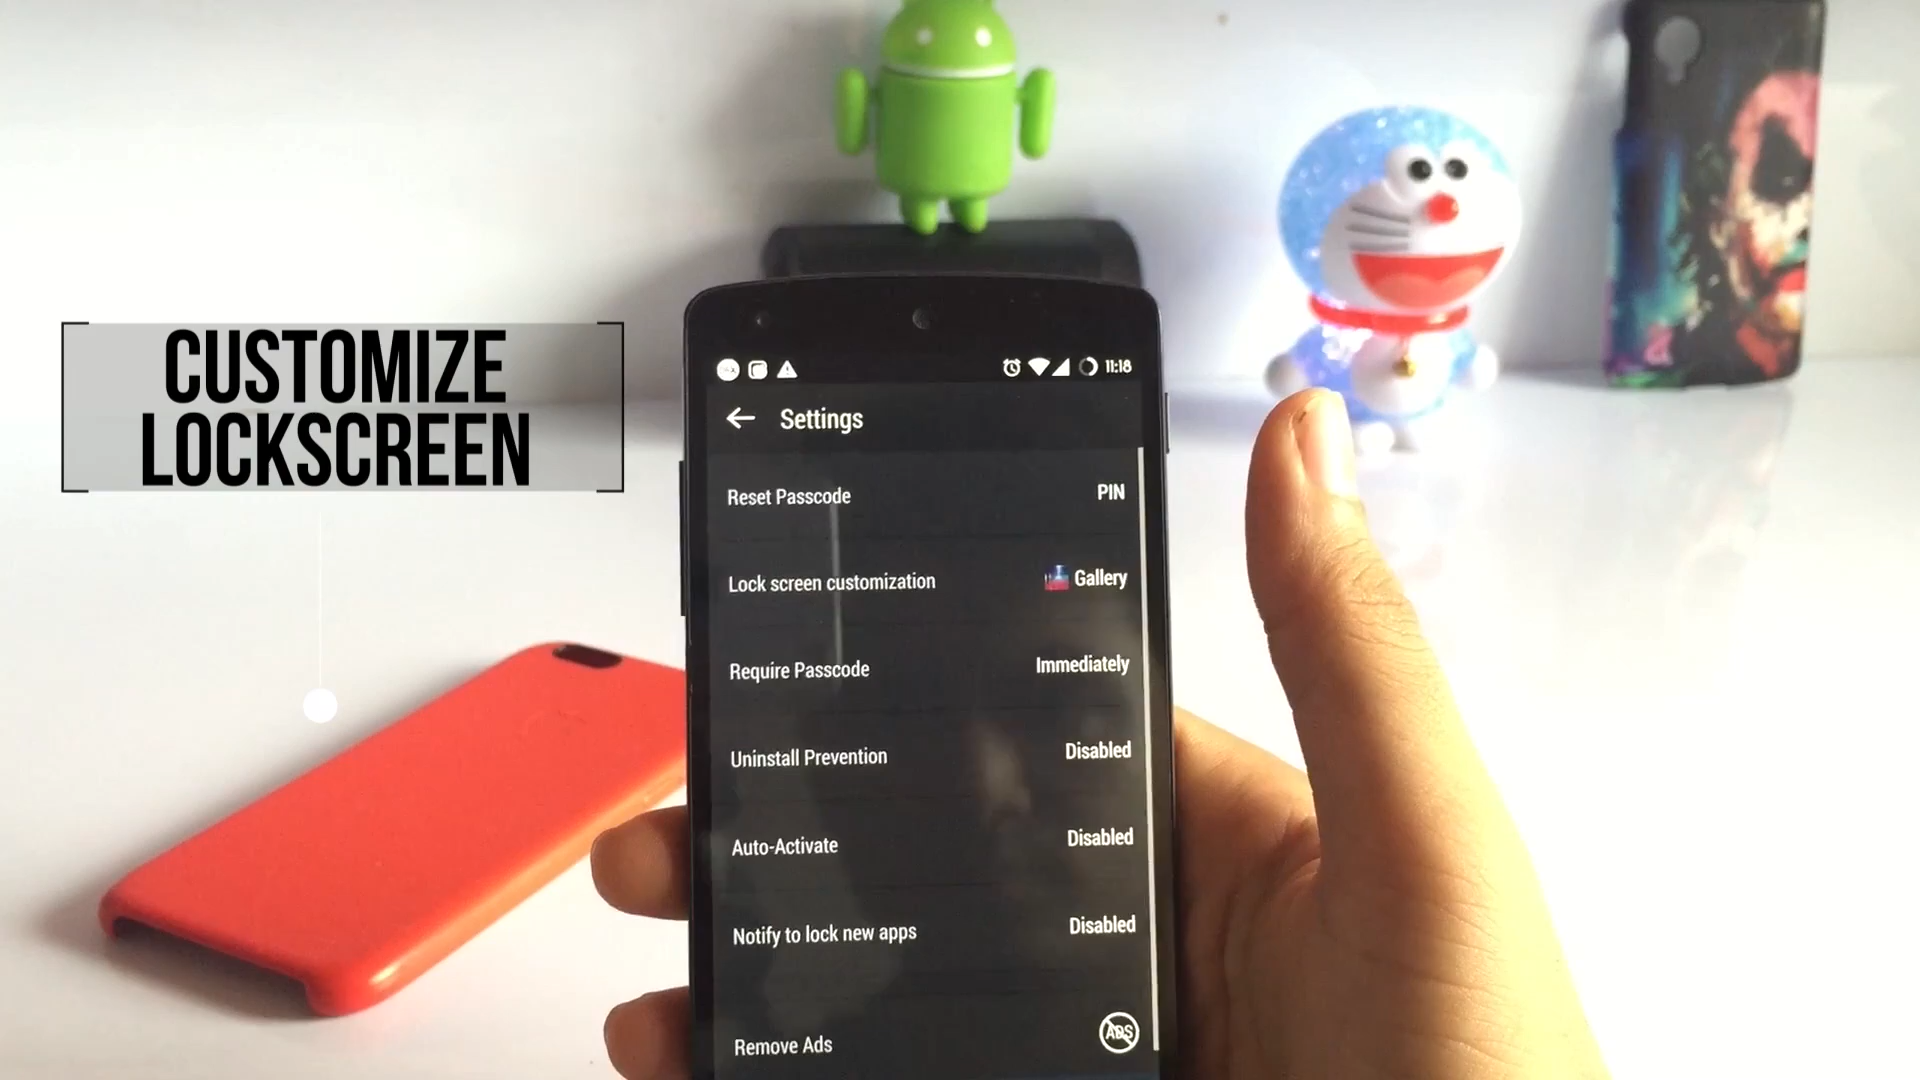 CUSTOMIZE
LOCKSCREEN
11:18
Settings
Reset Passcode PIN
Lock screen customization Gallery
Require Passcode Immediately
Uninstall Prevention Disabled
Auto-Activate Disabled
Notify to lock new apps Disabled
Remove Ads ADS